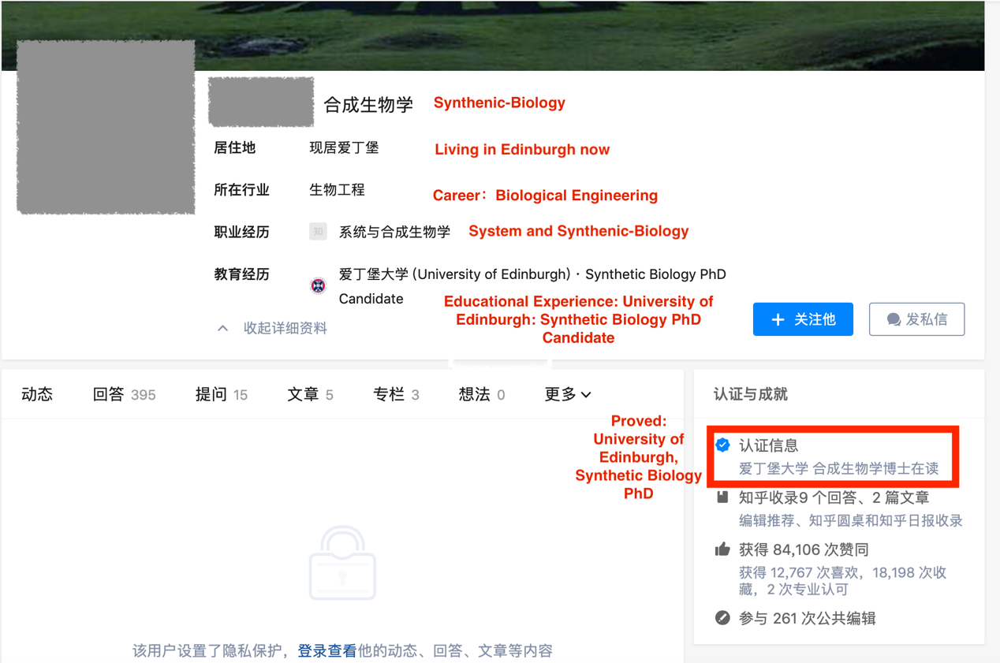 合成生物学 Synthenic-Biology
居住地 现居爱丁堡 Living in Edinburgh now
所在行业 生物工程 Career：Biological Engineering
职业经历 知 系统与合成生物学 System and Synthenic-Biology
教育经历 爱丁堡大学 (University of Edinburgh) · Synthetic Biology PhD
Candidate
Educational Experience: University of
Edinburgh: Synthetic Biology PhD
Candidate
收起详细资料
+ 关注他 发私信
动态 回答 395 提问 15 文章 5 专栏 3 想法 0 更多
Proved:
University of
Edinburgh,
Synthetic Biology
PhD
认证与成就
认证信息
爱丁堡大学 合成生物学博士在读
知乎收录9 个回答、2 篇文章
编辑推荐、知乎圆桌和知乎日报收录
获得 84,106 次赞同
获得 12,767 次喜欢，18,198 次收
藏，2 次专业认可
参与 261 次公共编辑
该用户设置了隐私保护，登录查看他的动态、回答、文章等内容